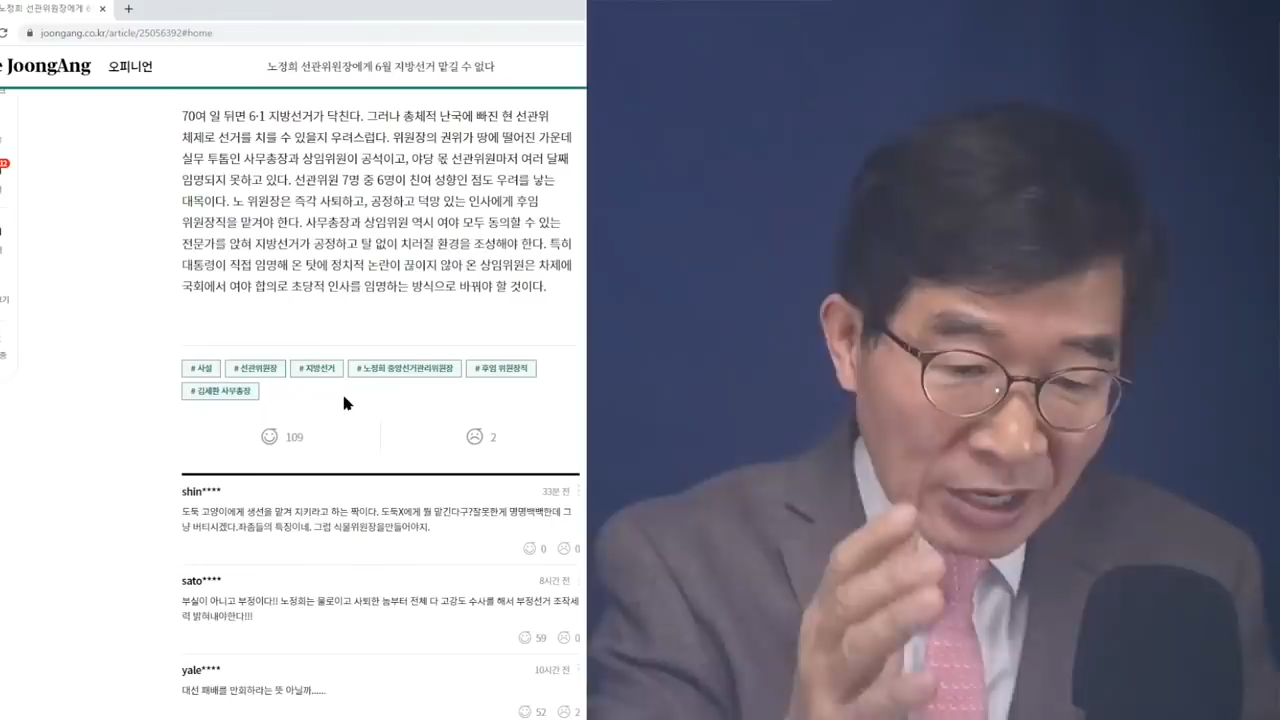 노정희 선관위원장에게 6
joongang.co.kr/article/25056392#home
JoongAng 오피니언 노정희 선관위원장에게 6월 지방선거 맡길 수 없다
70여 일 뒤면 6·1 지방선거가 닥친다. 그러나 총체적 난국에 빠진 현 선관위
체제로 선거를 치를 수 있을지 우려스럽다. 위원장의 권위가 땅에 떨어진 가운데
실무 투톱인 사무총장과 상임위원이 공석이고, 야당 몫 선관위원마저 여러 달째
임명되지 못하고 있다. 선관위원 7명 중 6명이 친여 성향인 점도 우려를 낳는
대목이다. 노 위원장은 즉각 사퇴하고, 공정하고 덕망 있는 인사에게 후임
위원장직을 맡겨야 한다. 사무총장과 상임위원 역시 여야 모두 동의할 수 있는
전문가를 앉혀 지방선거가 공정하고 탈 없이 치러질 환경을 조성해야 한다. 특히
대통령이 직접 임명해 온 탓에 정치적 논란이 끊이지 않아 온 상임위원은 차제에
국회에서 여야 합의로 초당적 인사를 임명하는 방식으로 바꿔야 할 것이다.
# 사설 # 선관위원장 # 지방선거 # 노정희 중앙선거관리위원장 # 후임 위원장직
# 김세환 사무총장
109 2
shin**** 33분 전
도둑 고양이에게 생선을 맡겨 지키라고 하는 짝이다. 도둑X에게 뭘 맡긴다구?잘못한게 명명백백한데 그
냥 버티시겠다.좌좀들의 특징이네. 그럼 식물위원장을만들어야지.
0 0
sato**** 8시간 전
부실이 아니고 부정이다!! 노정희는 물론이고 사퇴한 놈부터 전체 다 고강도 수사를 해서 부정선거 조작세
력 밝혀내야한다!!!
59 0
yale**** 10시간 전
대선 패배를 만회하라는 뜻 아닐까......
52 2